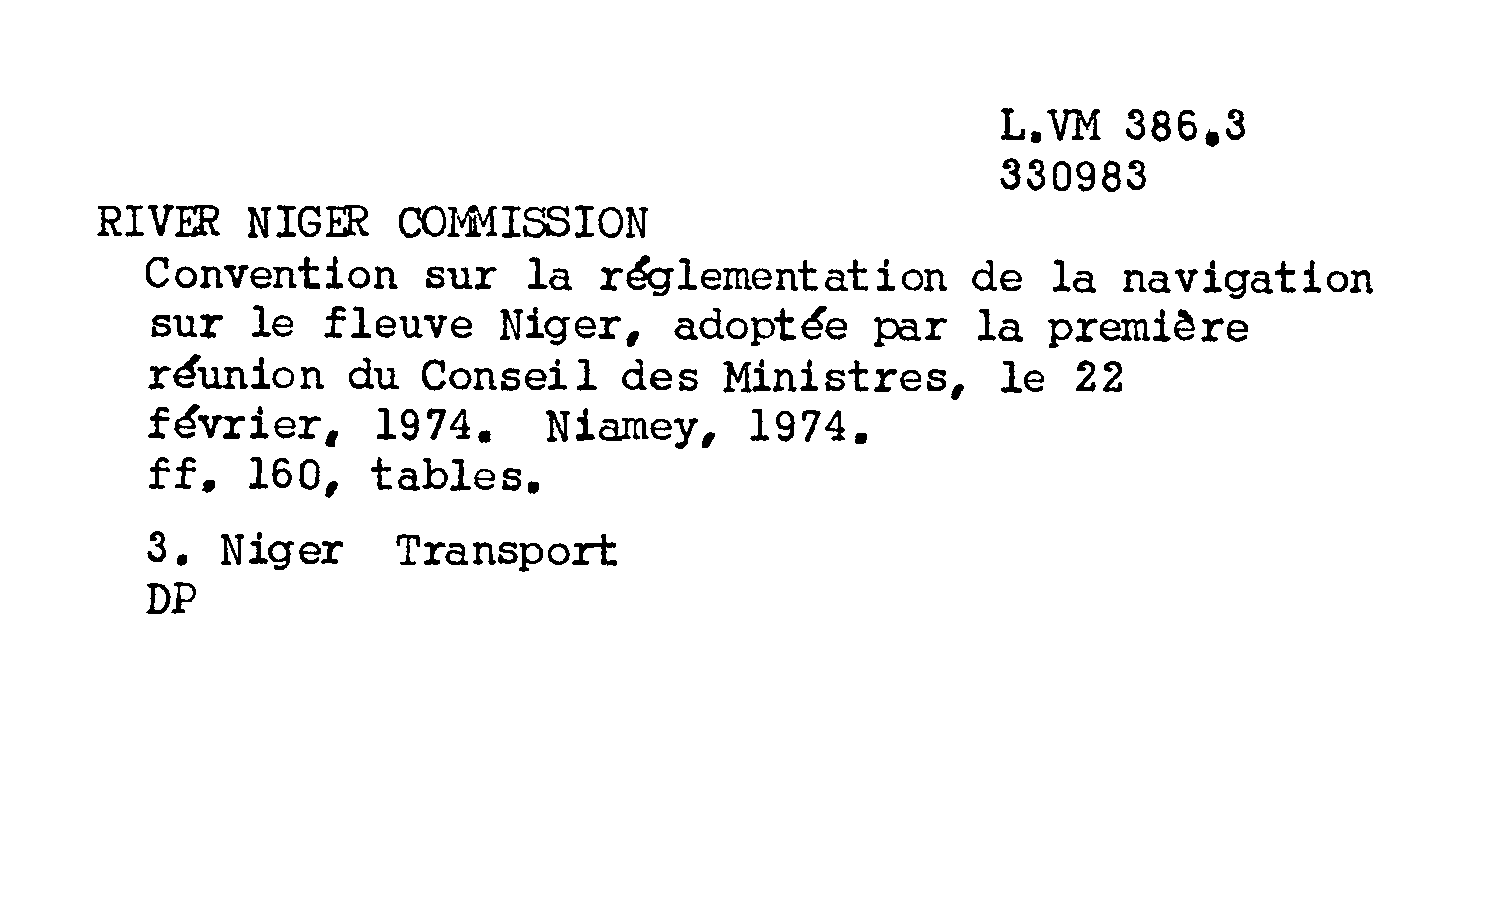 L.VM 386.3
330983
RIVER NIGER COMMISSION
Convention sur la réglementation de la navigation
sur le fleuve Niger, adoptée par la première
réunion du Conseil des Ministres, le 22
février, 1974. Niamey, 1974.
ff. 160, tables.
3. Niger Transport
DP